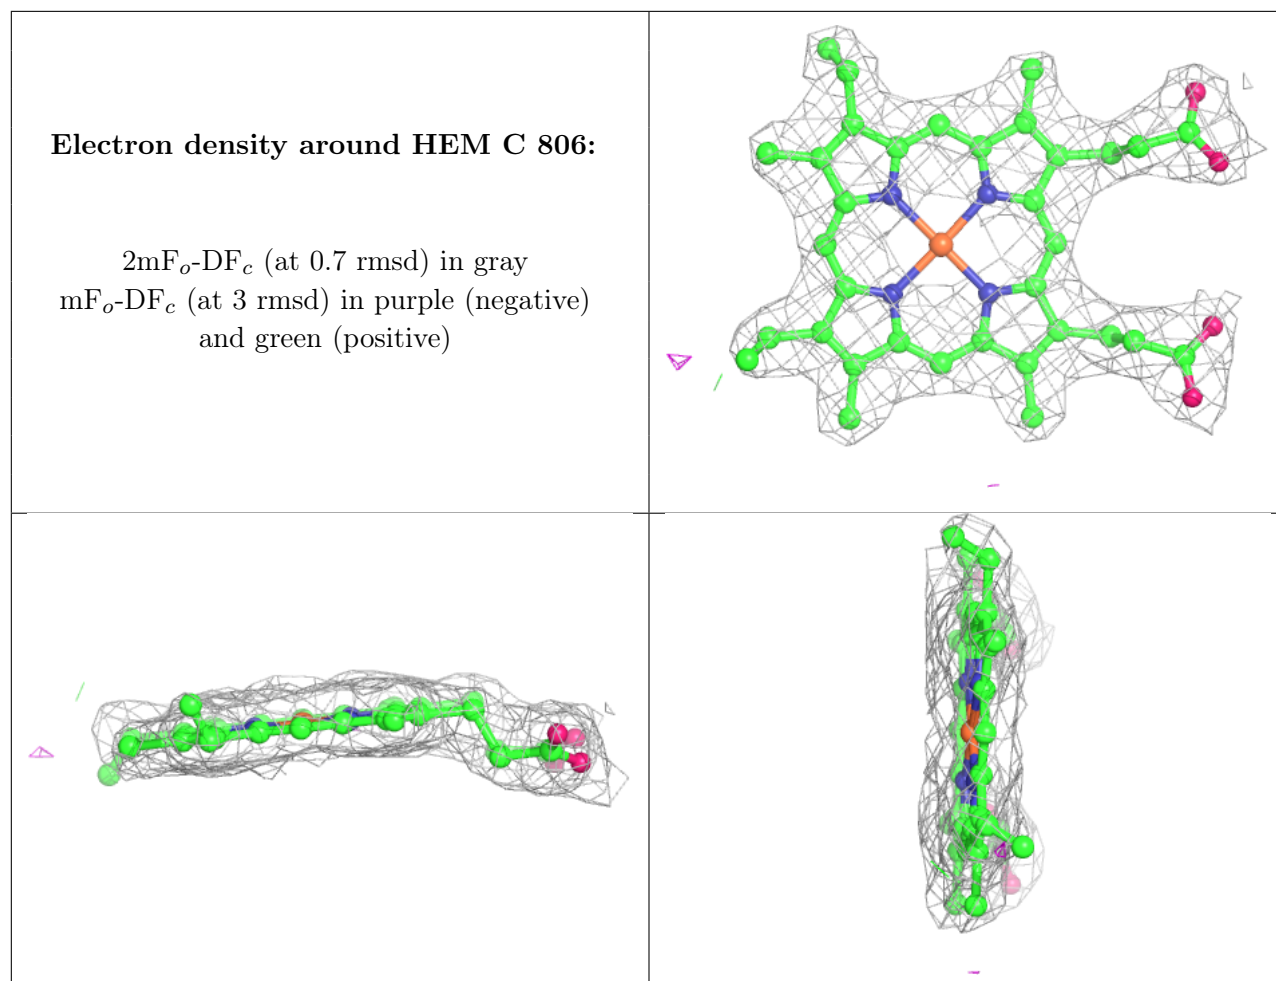 Electron density around HEM C 806:
2mFo-DFc (at 0.7 rmsd) in gray
mFo-DFc (at 3 rmsd) in purple (negative)
and green (positive)